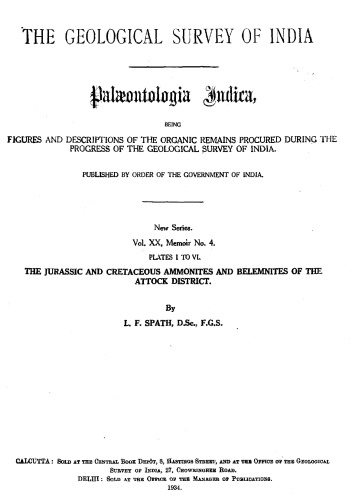 THE GEOLOGICAL SURVEY OF INDIA
Palæontologia Indica,
BEING
FIGURES AND DESCRIPTIONS OF THE ORGANIC REMAINS PROCURED DURING THE
PROGRESS OF THE GEOLOGICAL SURVEY OF INDIA.
PUBLISHED BY ORDER OF THE GOVERNMENT OF INDIA.
New Series.
Vol. XX, Memoir No. 4.
PLATES I TO VI.
THE JURASSIC AND CRETACEOUS AMMONITES AND BELEMNITES OF THE
ATTOCK DISTRICT.
By
L. F. SPATH, D.Sc., F.G.S.
CALCUTTA: SOLD AT THE CENTRAL BOOK DEPÔT, 8, HASTINGS STREET, AND AT THE OFFICE OF THE GEOLOGICAL
SURVEY OF INDIA, 27, CHOWRINGHEE ROAD.
DELHI: SOLD AT THE OFFICE OF THE MANAGER OF PUBLICATIONS.
1934.